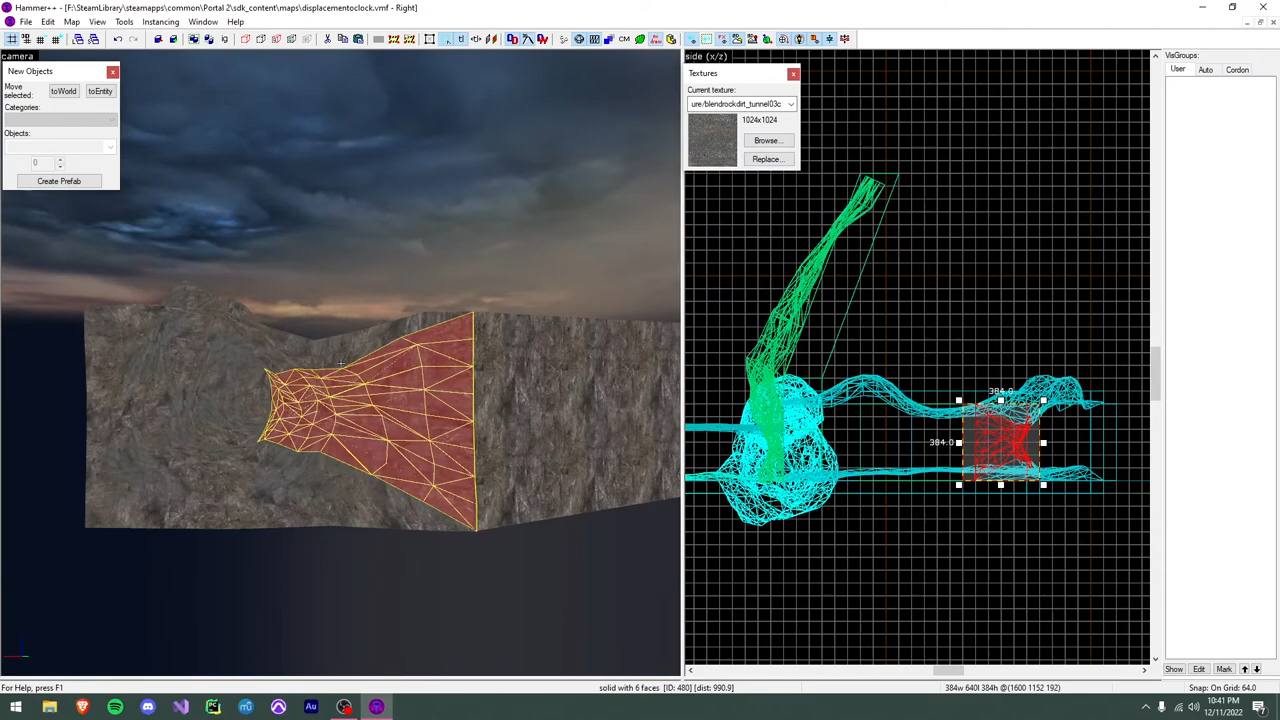 Hammer++ - [F:\SteamLibrary\steamapps\common\Portal 2\sdk_content\maps\displacementoclock.vmf - Right]
File Edit Map View Tools Instancing Window Help
camera
New Objects
Move selected:
toWorld
toEntity
Categories:
Objects:
0
Create Prefab
side (x/z)
Textures
Current texture:
ure/blendrockdirt_tunnel03c
1024x1024
Browse...
Replace...
384.0
384.0
VisGroups:
User Auto Cordon
Show Edit Mark
For Help, press F1
solid with 6 faces [ID: 480] [dist: 990.9]
384w 640l 384h @(1600 1152 192)
Snap: On Grid: 64.0
10:41 PM
12/11/2022